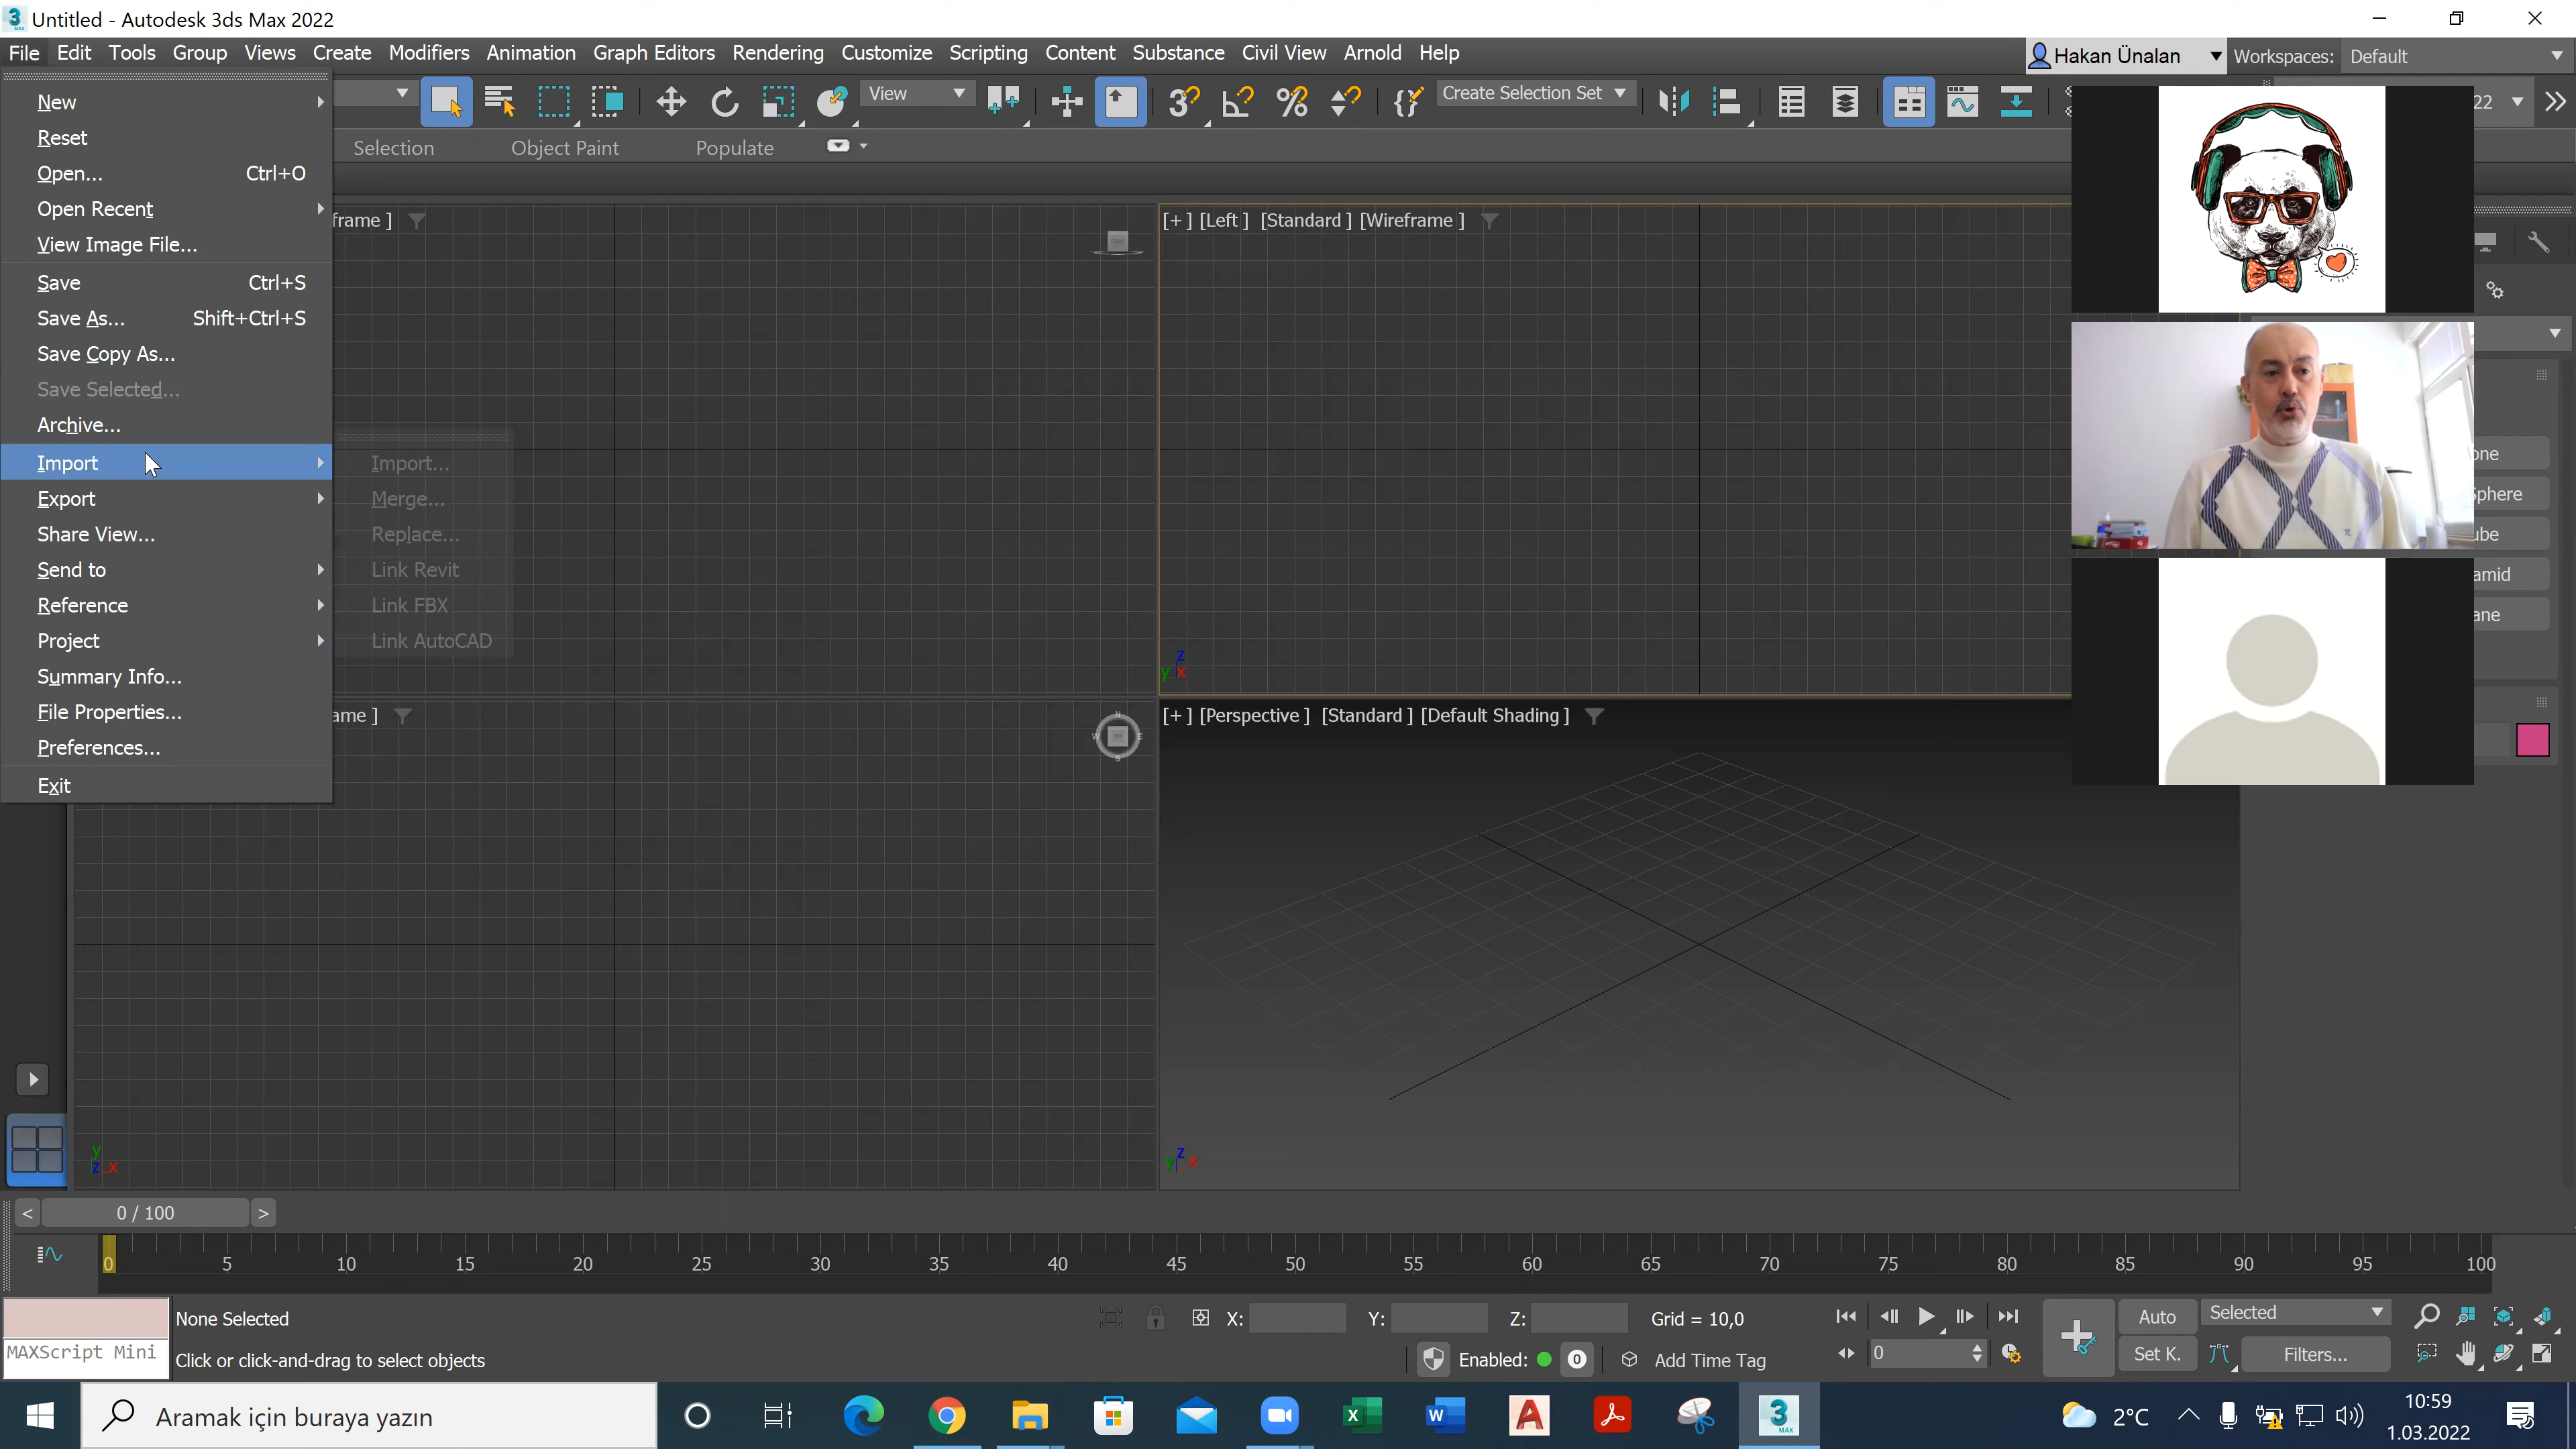 Untitled - Autodesk 3ds Max 2022
File Edit Tools Group Views Create Modifiers Animation Graph Editors Rendering Customize Scripting Content Substance Civil View Arnold Help
Hakan Ünalan
Workspaces: Default
View
Create Selection Set
22
Selection Object Paint Populate
New
Reset
Open... Ctrl+O
Open Recent
View Image File...
Save Ctrl+S
Save As... Shift+Ctrl+S
Save Copy As...
Save Selected...
Archive...
Import
Export
Share View...
Send to
Reference
Project
Summary Info...
File Properties...
Preferences...
Exit
Import...
Merge...
Replace...
Link Revit
Link FBX
Link AutoCAD
frame ]
[+] [Left ] [Standard ] [Wireframe ]
ame ]
[+] [Perspective ] [Standard ] [Default Shading ]
one
Sphere
ube
amid
ane
z
y x
N
W E
S
y
z x
z
y x
< 0 / 100 >
0 5 10 15 20 25 30 35 40 45 50 55 60 65 70 75 80 85 90 95 100
MAXScript Mini
None Selected
Click or click-and-drag to select objects
X: Y: Z: Grid = 10,0
Enabled: 0 Add Time Tag
0
Auto Selected
Set K. Filters...
Aramak için buraya yazın
2°C
10:59
1.03.2022